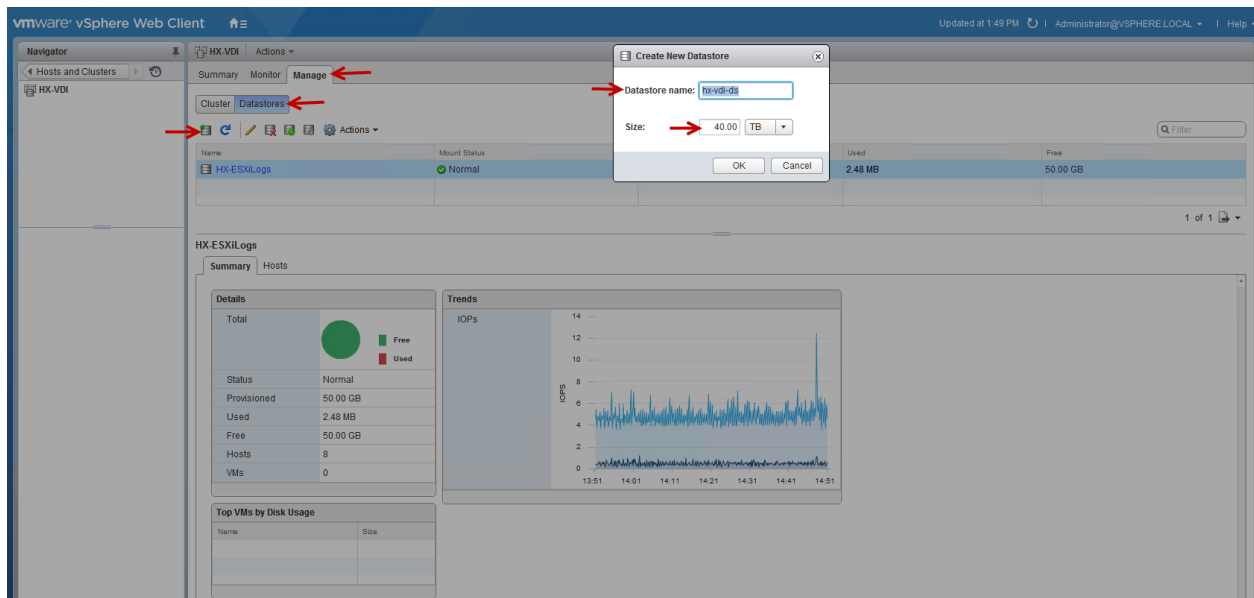 vmware® vSphere Web Client
Updated at 1:49 PM | Administrator@VSPHERE.LOCAL | Help
Navigator
Hosts and Clusters
HX-VDI
HX-VDI Actions
Summary Monitor Manage
Cluster Datastores
Actions
Filter
Name Mount Status Used Free
HX-ESXiLogs Normal 2.48 MB 50.00 GB
1 of 1
Create New Datastore
Datastore name: hx-vdi-ds
Size: 40.00 TB
OK Cancel
HX-ESXiLogs
Summary Hosts
Details
Total
Free
Used
Status Normal
Provisioned 50.00 GB
Used 2.48 MB
Free 50.00 GB
Hosts 8
VMs 0
Trends
IOPs
IOPS
14
12
10
8
6
4
2
0
13:51 14:01 14:11 14:21 14:31 14:41 14:51
Top VMs by Disk Usage
Name Size